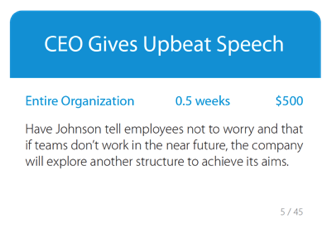 CEO Gives Upbeat Speech
Entire Organization 0.5 weeks $500
Have Johnson tell employees not to worry and that
if teams don't work in the near future, the company
will explore another structure to achieve its aims.
5 / 45